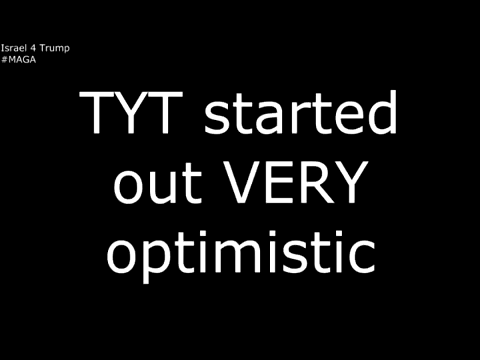 Israel 4 Trump
#MAGA
TYT started
out VERY
optimistic